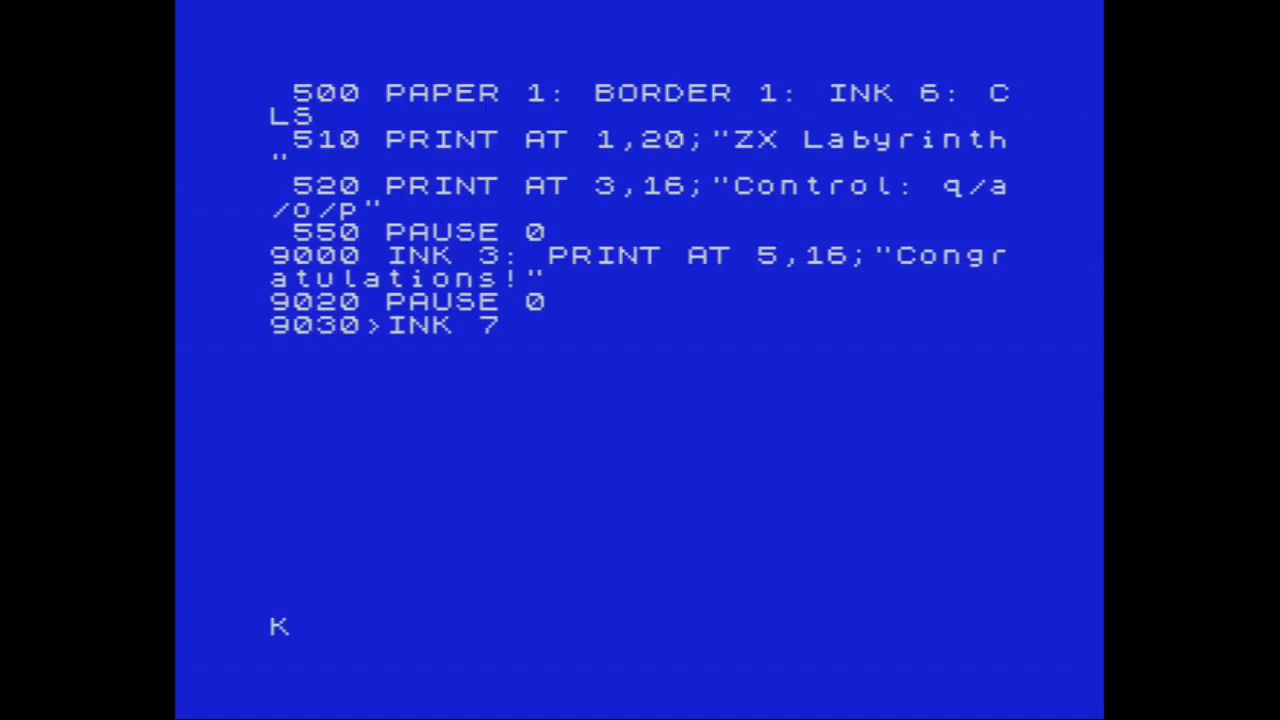 500 PAPER 1: BORDER 1: INK 6: C
LS
510 PRINT AT 1,20;"ZX Labyrinth
"
520 PRINT AT 3,16;"Control: q/a
/o/p"
550 PAUSE 0
9000 INK 3: PRINT AT 5,16;"Congr
atulations!"
9020 PAUSE 0
9030>INK 7
K